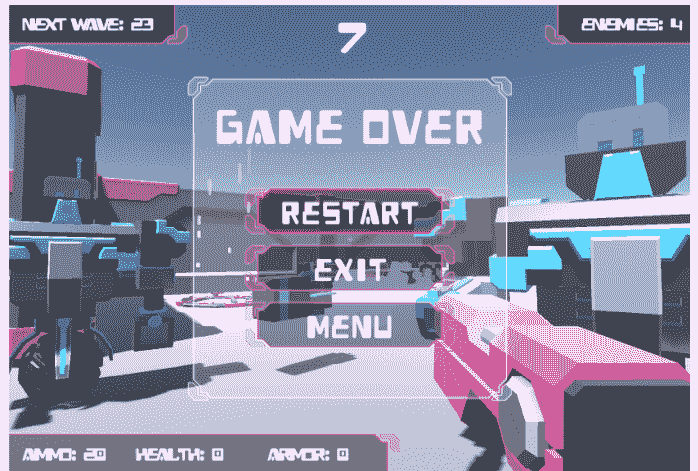 NEXT WAVE: 23
7
ENEMIES: 4
GAME OVER
RESTART
EXIT
MENU
AMMO: 20 HEALTH: 0 ARMOR: 0